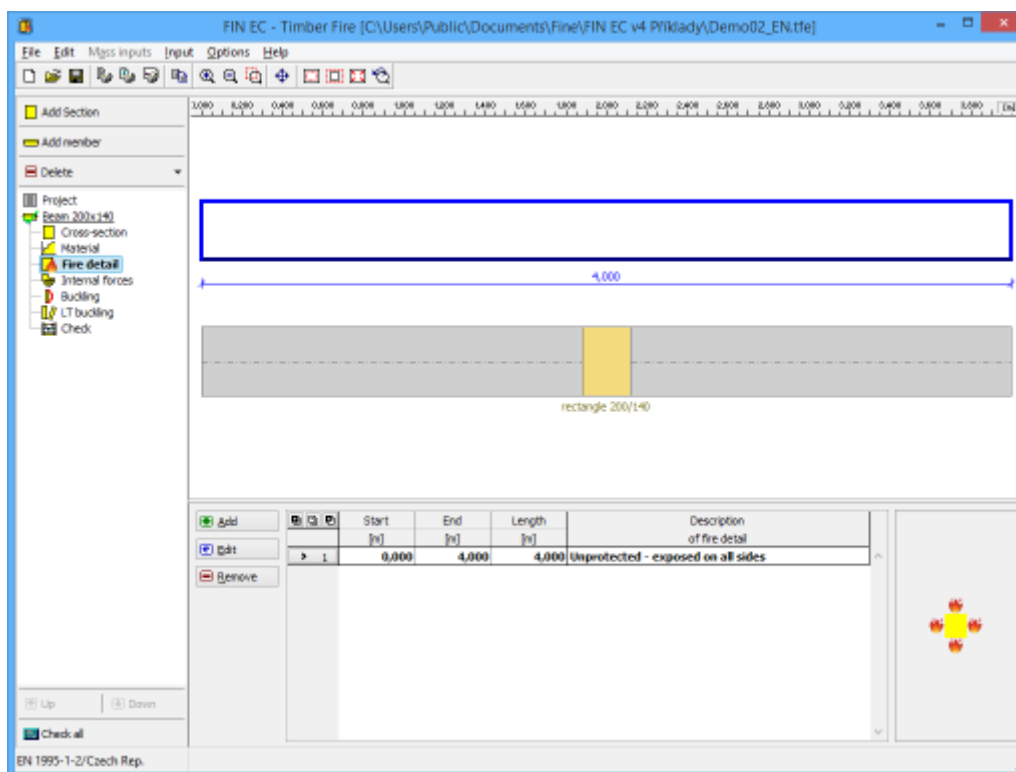 FIN EC - Timber Fire [C:\Users\Public\Documents\Fine\FIN EC v4 Příklady\Demo02_EN.tfe]
File Edit Mass inputs Input Options Help
Add Section
Add member
Delete
Project
Beam 200x140
Cross-section
Material
Fire detail
Internal forces
Buckling
LT buckling
Check
4,000
rectangle 200/140
Add
Edit
Remove
Start End Length Description
[m] [m] [m] of fire detail
1 0,000 4,000 4,000 Unprotected - exposed on all sides
Up Down
Check all
EN 1995-1-2/Czech Rep.